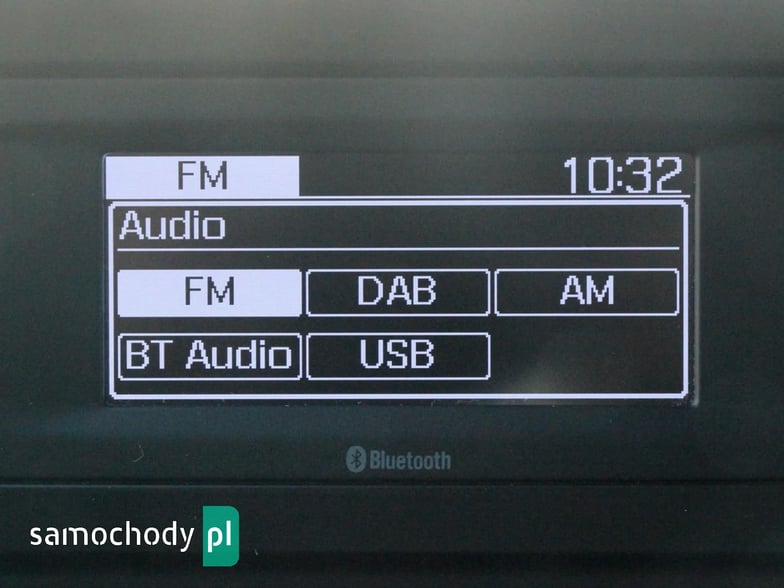 FM 10:32
Audio
FM DAB AM
BT Audio USB
Bluetooth
samochody pl